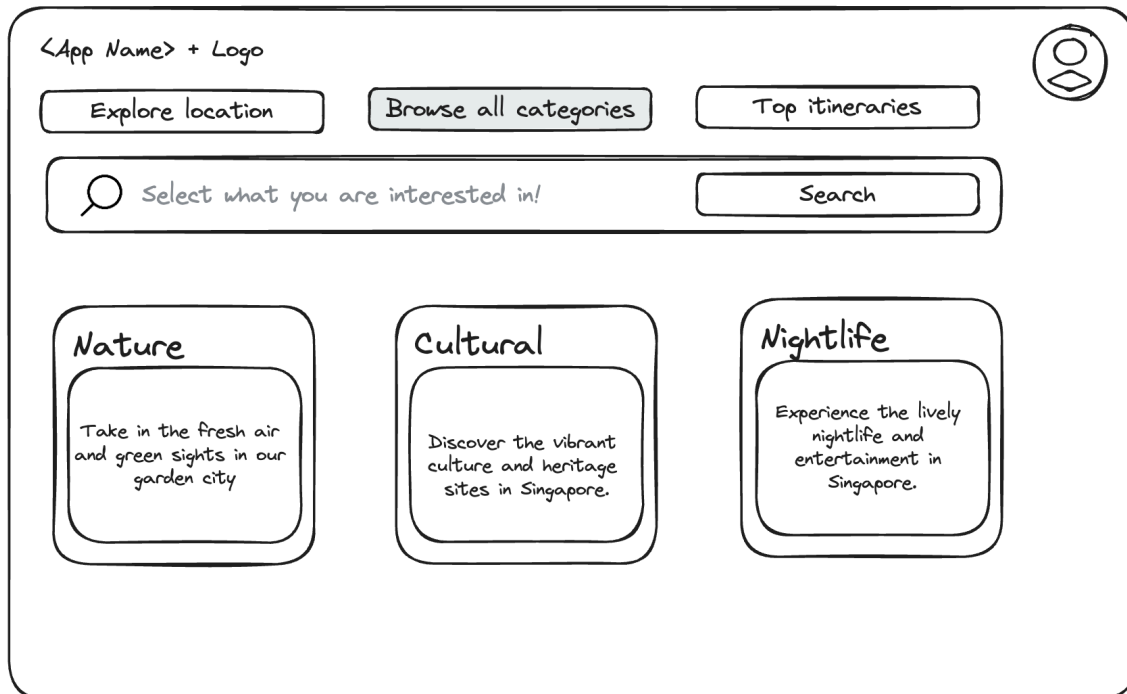 <App Name> + Logo
Explore location
Browse all categories
Top itineraries
Select what you are interested in!
Search
Nature
Take in the fresh air
and green sights in our
garden city
Cultural
Discover the vibrant
culture and heritage
sites in Singapore.
Nightlife
Experience the lively
nightlife and
entertainment in
Singapore.